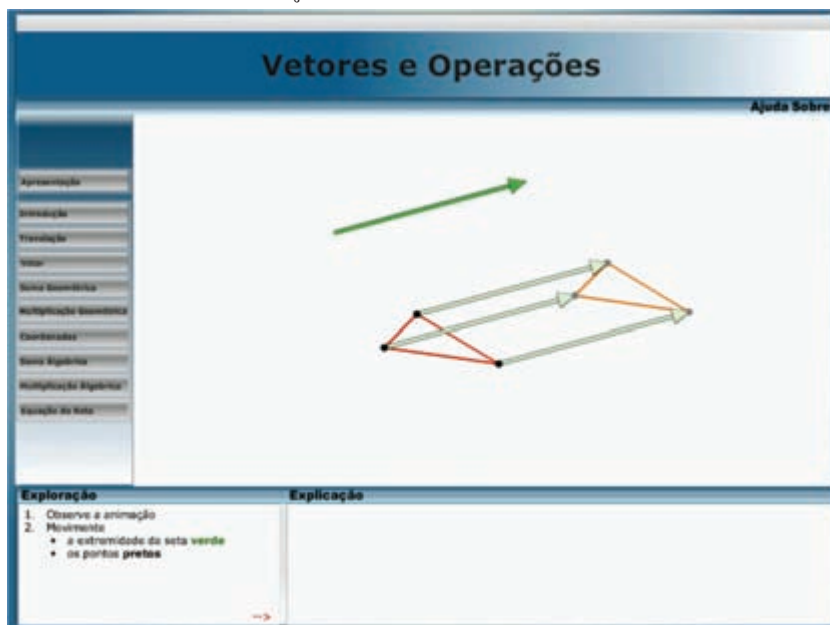 Vetores e Operações
Ajuda Sobre
Apresentação
Introdução
Translação
Vetor
Soma Geométrica
Multiplicação Geométrica
Coordenadas
Soma Algébrica
Multiplicação Algébrica
Equação da Reta
Exploração
1. Observe a animação
2. Movimente
• a extremidade da seta verde
• os pontos pretos
-->
Explicação